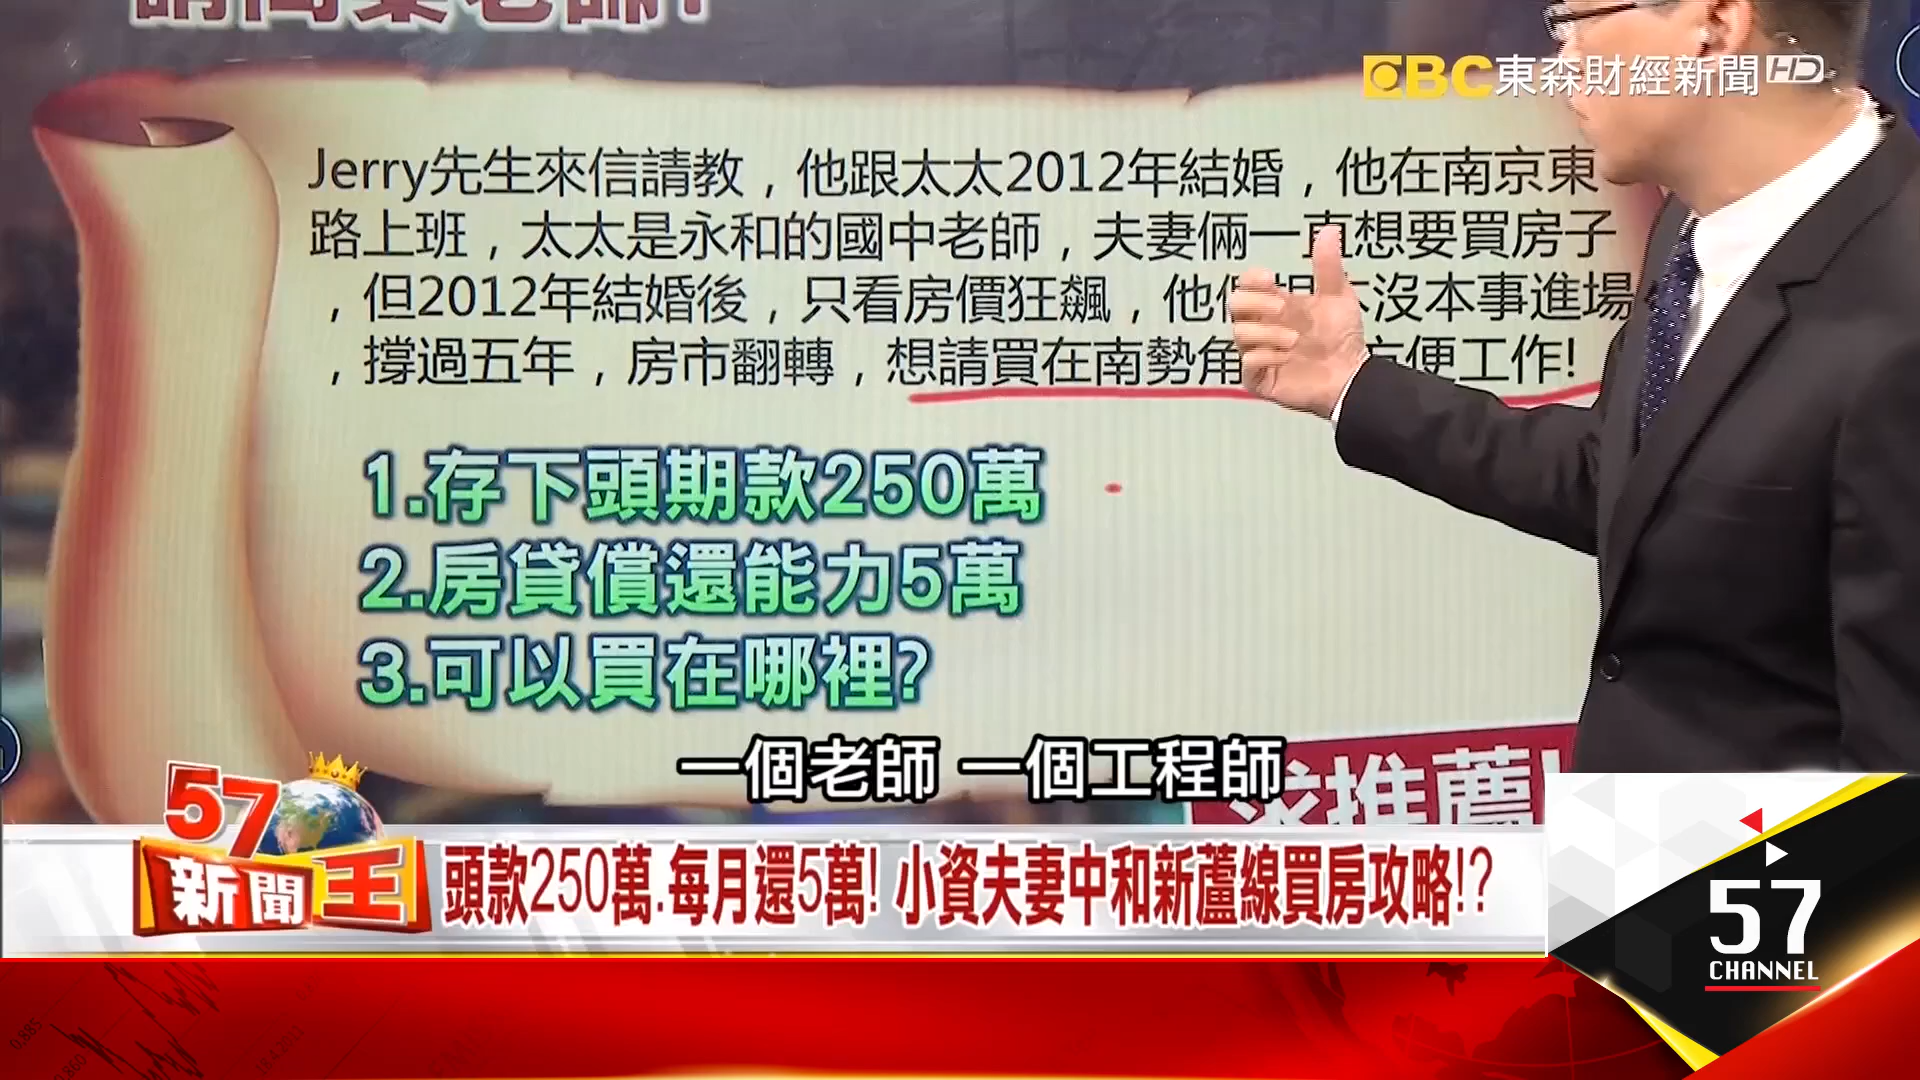 EBC東森財經新聞HD
Jerry先生來信請教，他跟太太2012年結婚，他在南京東
路上班，太太是永和的國中老師，夫妻倆一直想要買房子
，但2012年結婚後，只看房價狂飆，他 沒本事進場
，撐過五年，房市翻轉，想請買在南勢角 方便工作!
1.存下頭期款250萬
2.房貸償還能力5萬
3.可以買在哪裡?
求推薦!
一個老師 一個工程師
57
新聞王
頭款250萬.每月還5萬! 小資夫妻中和新蘆線買房攻略!?
57
CHANNEL